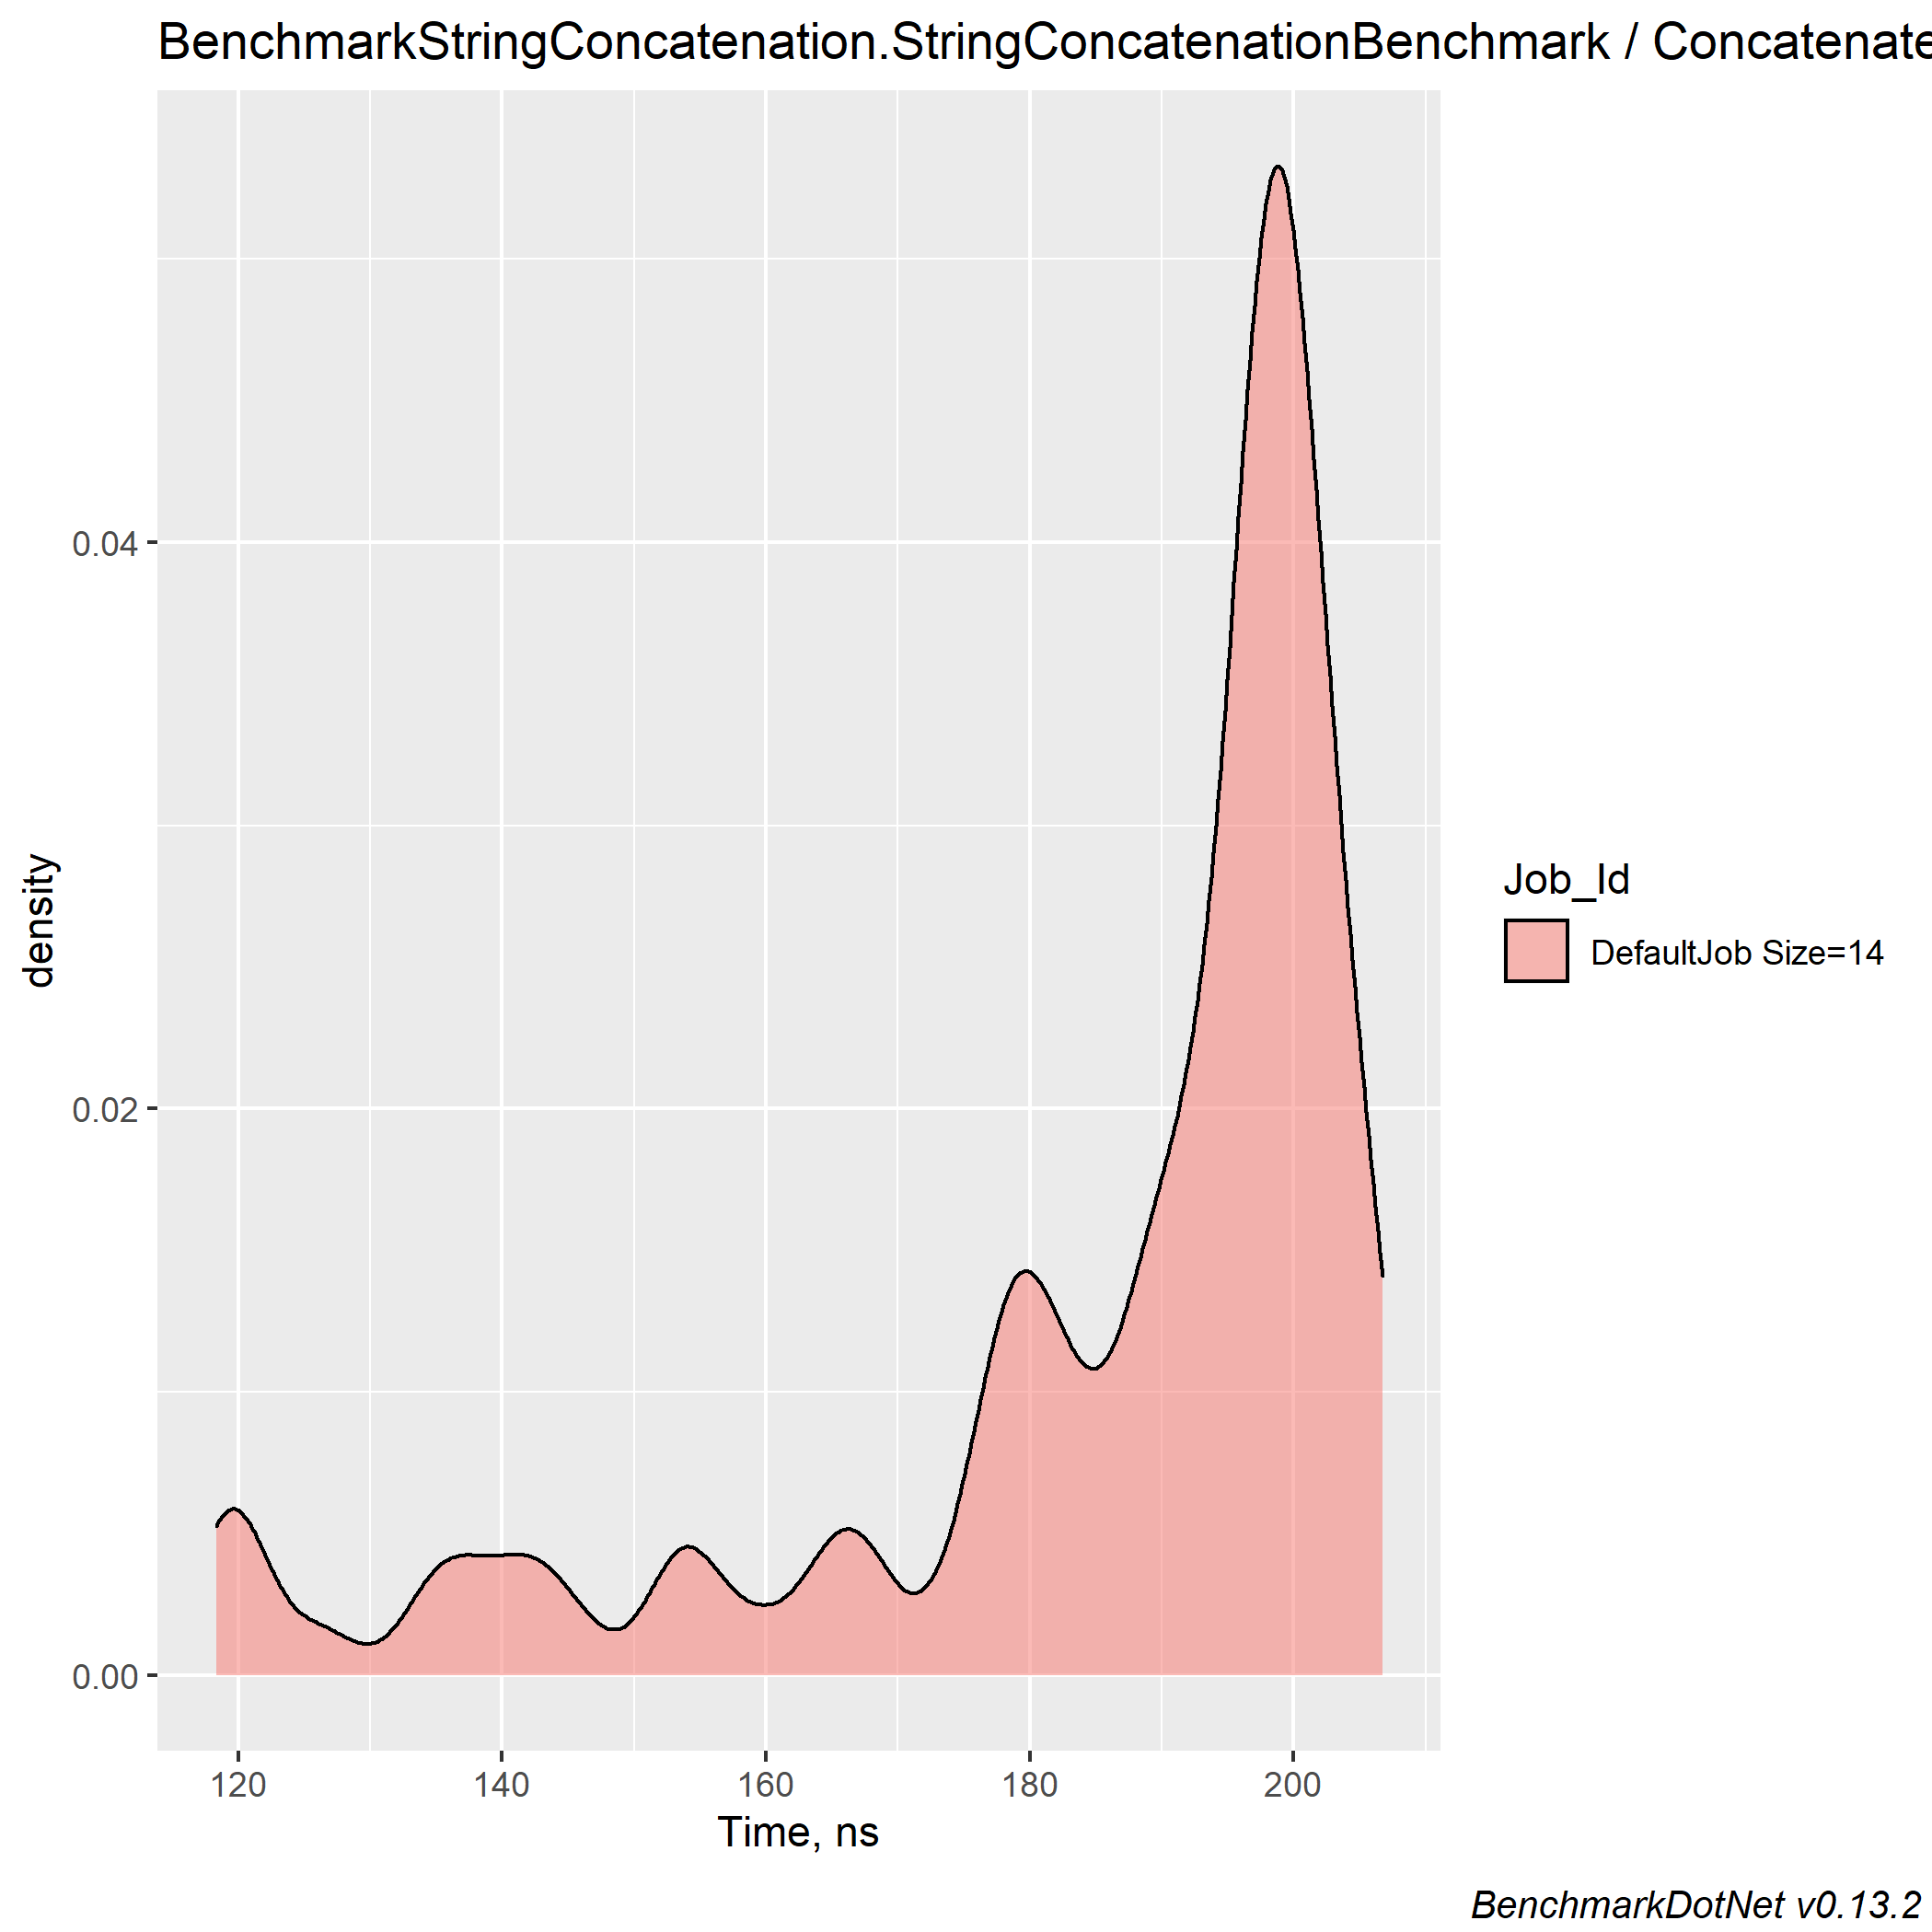 BenchmarkStringConcatenation.StringConcatenationBenchmark / Concatenate
density
0.04
0.02
0.00
120 140 160 180 200
Time, ns
Job_Id
DefaultJob Size=14
BenchmarkDotNet v0.13.2